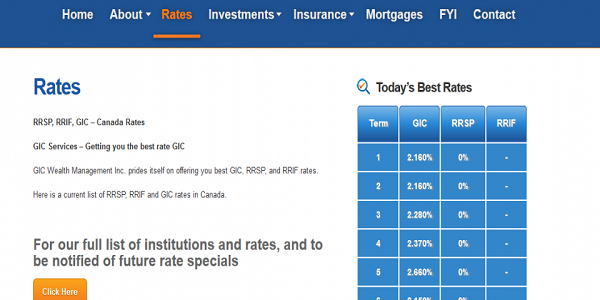 Home About Rates Investments Insurance Mortgages FYI Contact
Rates
RRSP, RRIF, GIC – Canada Rates
GIC Services – Getting you the best rate GIC
GIC Wealth Management Inc. prides itself on offering you best GIC, RRSP, and RRIF rates.
Here is a current list of RRSP, RRIF and GIC rates in Canada.
For our full list of institutions and rates, and to
be notified of future rate specials
Click Here
Today's Best Rates
Term GIC RRSP RRIF
1 2.160% 0% -
2 2.160% 0% -
3 2.280% 0% -
4 2.370% 0% -
5 2.660% 0% -